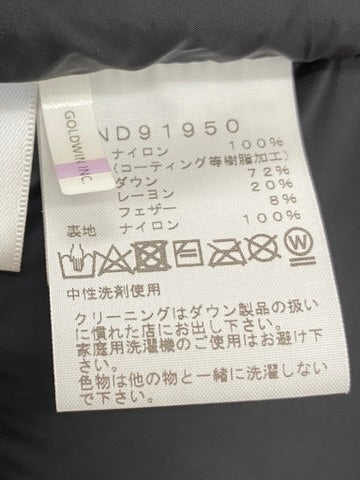 GOLDWIN INC
ND91950
ナイロン 100%
(コーティング等樹脂加工)
ダウン 72%
レーヨン 20%
フェザー 8%
裏地 ナイロン 100%
W
中性洗剤使用
クリーニングはダウン製品の扱い
に慣れた店にお出し下さい。
家庭用洗濯機のご使用はお避け下
さい。
色物は他の物と一緒に洗濯しない
で下さい。